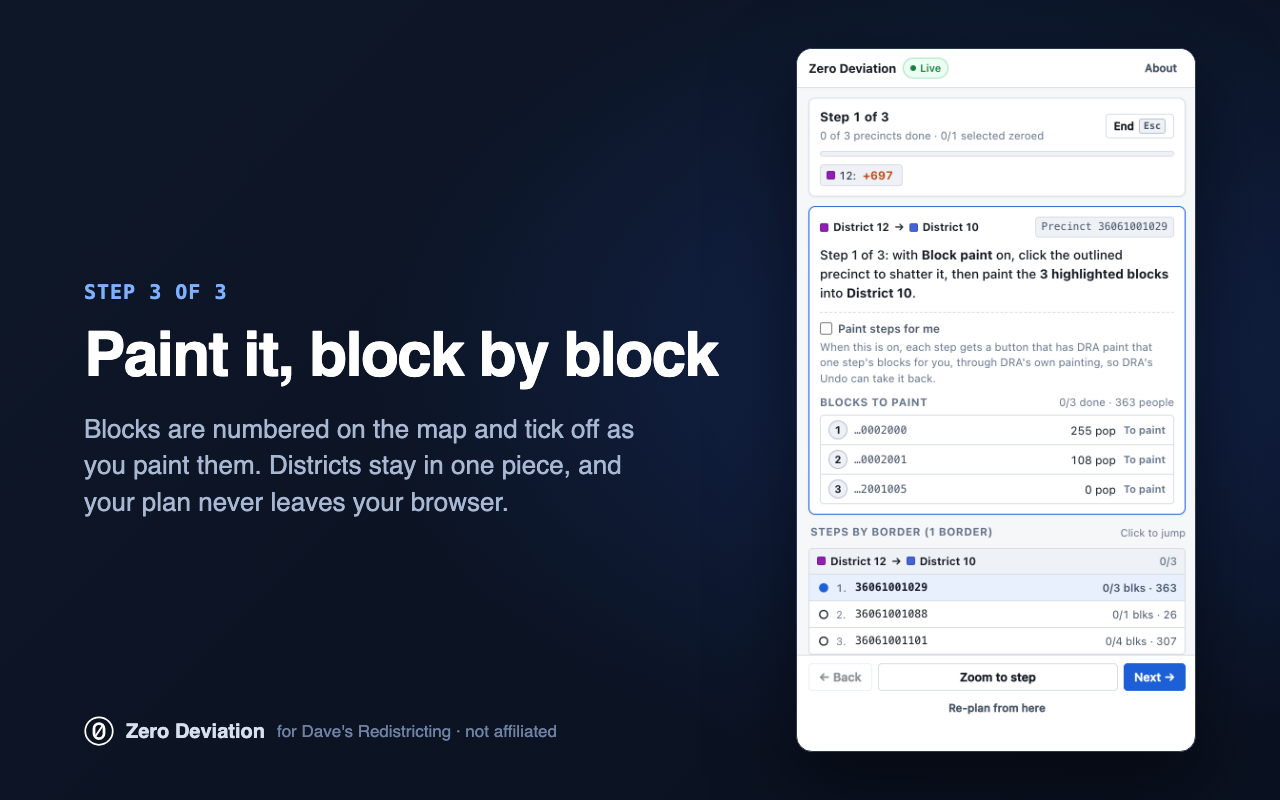 STEP 3 OF 3
Paint it, block by block
Blocks are numbered on the map and tick off as
you paint them. Districts stay in one piece, and
your plan never leaves your browser.
Zero Deviation for Dave's Redistricting · not affiliated
Zero Deviation Live About
Step 1 of 3
0 of 3 precincts done · 0/1 selected zeroed
End Esc
12: +697
District 12 → District 10 Precinct 36061001029
Step 1 of 3: with Block paint on, click the outlined
precinct to shatter it, then paint the 3 highlighted blocks
into District 10.
Paint steps for me
When this is on, each step gets a button that has DRA paint that
one step's blocks for you, through DRA's own painting, so DRA's
Undo can take it back.
BLOCKS TO PAINT 0/3 done · 363 people
1 …0002000 255 pop To paint
2 …0002001 108 pop To paint
3 …2001005 0 pop To paint
STEPS BY BORDER (1 BORDER) Click to jump
District 12 → District 10 0/3
1. 36061001029 0/3 blks · 363
2. 36061001088 0/1 blks · 26
3. 36061001101 0/4 blks · 307
← Back Zoom to step Next →
Re-plan from here